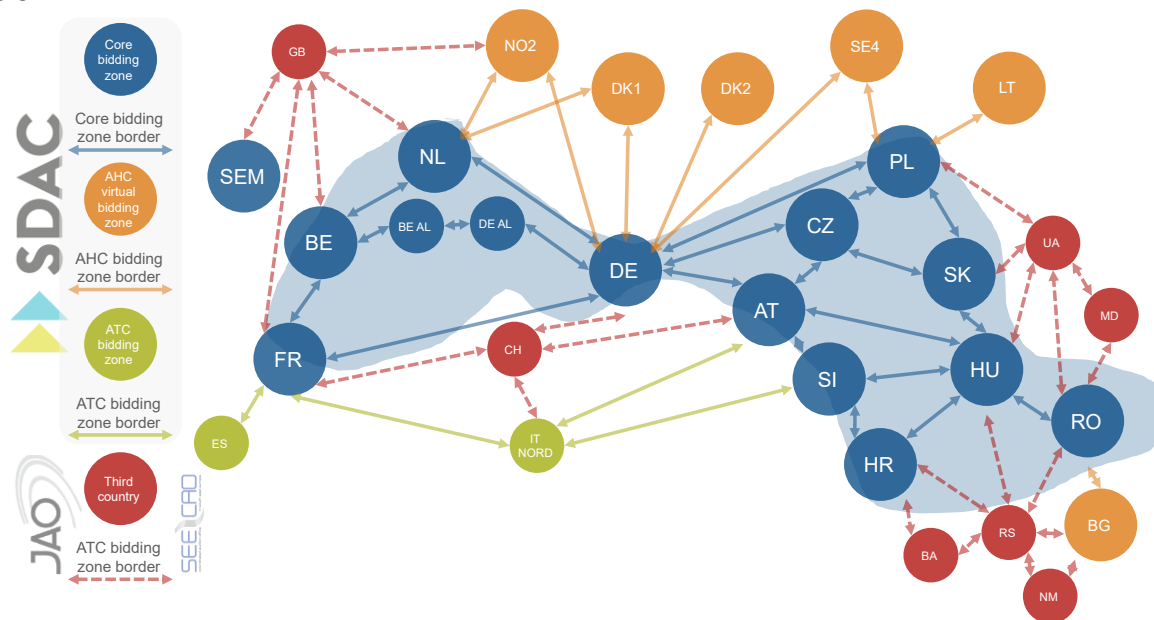 Core
bidding
zone
Core bidding
zone border
AHC
virtual
bidding
zone
AHC bidding
zone border
ATC
bidding
zone
ATC bidding
zone border
Third
country
ATC bidding
zone border
SDAC
JAO
SEE CAO
GB
NO2
SE4
DK1
DK2
LT
NL
PL
SEM
BE
BE AL
DE AL
CZ
UA
DE
SK
AT
MD
CH
FR
SI
HU
RO
ES
IT
NORD
HR
RS
BG
BA
NM